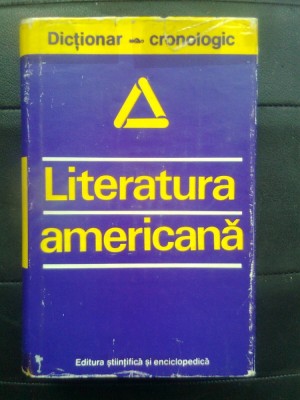 Dicționar cronologic
Literatura
americană
Editura științifică și enciclopedică